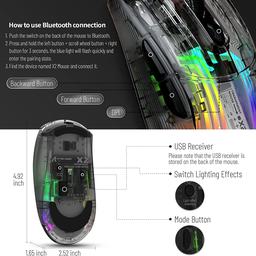 How to use Bluetooth connection
1. Push the switch on the back of the mouse to BT.
2. Press and hold the left button + scroll wheel button + right
button for 3 seconds, the blue light will flash quickly and
enter the pairing state.
3. Find the device named X2 Mouse and connect it.
Backward Button
Forward Button
DPI
X2
USB Receiver
Please note that the USB receiver is
stored on the back of the mouse.
Switch Lighting Effects
4.92
inch
X2
Mode Button
1.65 inch
2.52 inch